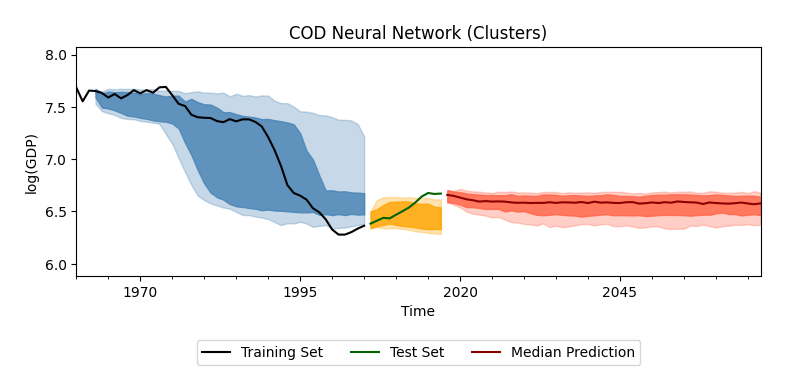 COD Neural Network (Clusters)
8.0
7.5
7.0
6.5
6.0
log(GDP)
1970 1995 2020 2045
Time
Training Set Test Set Median Prediction